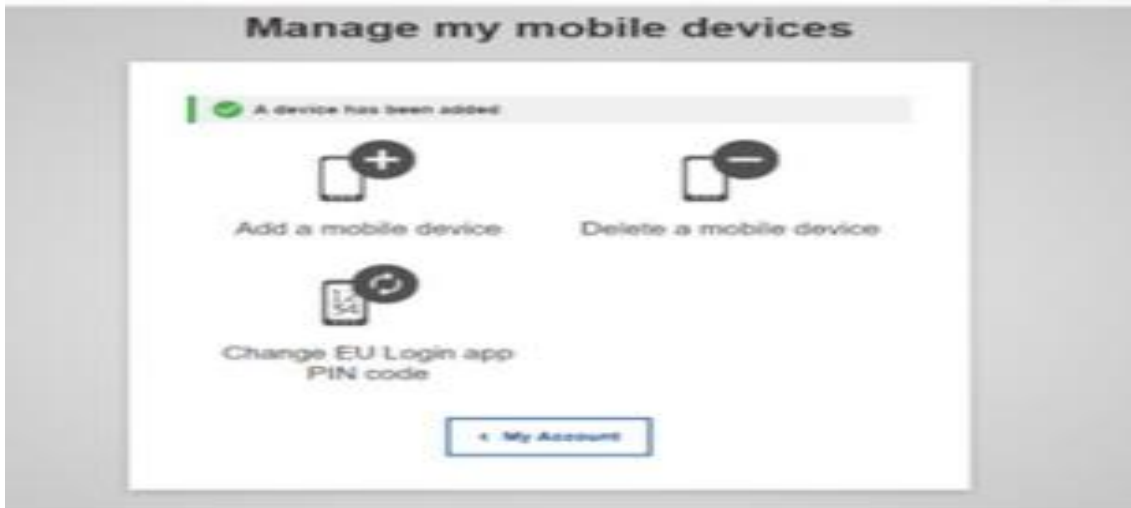 Manage my mobile devices
A device has been added
Add a mobile device
Delete a mobile device
Change EU Login app
PIN code
< My Account